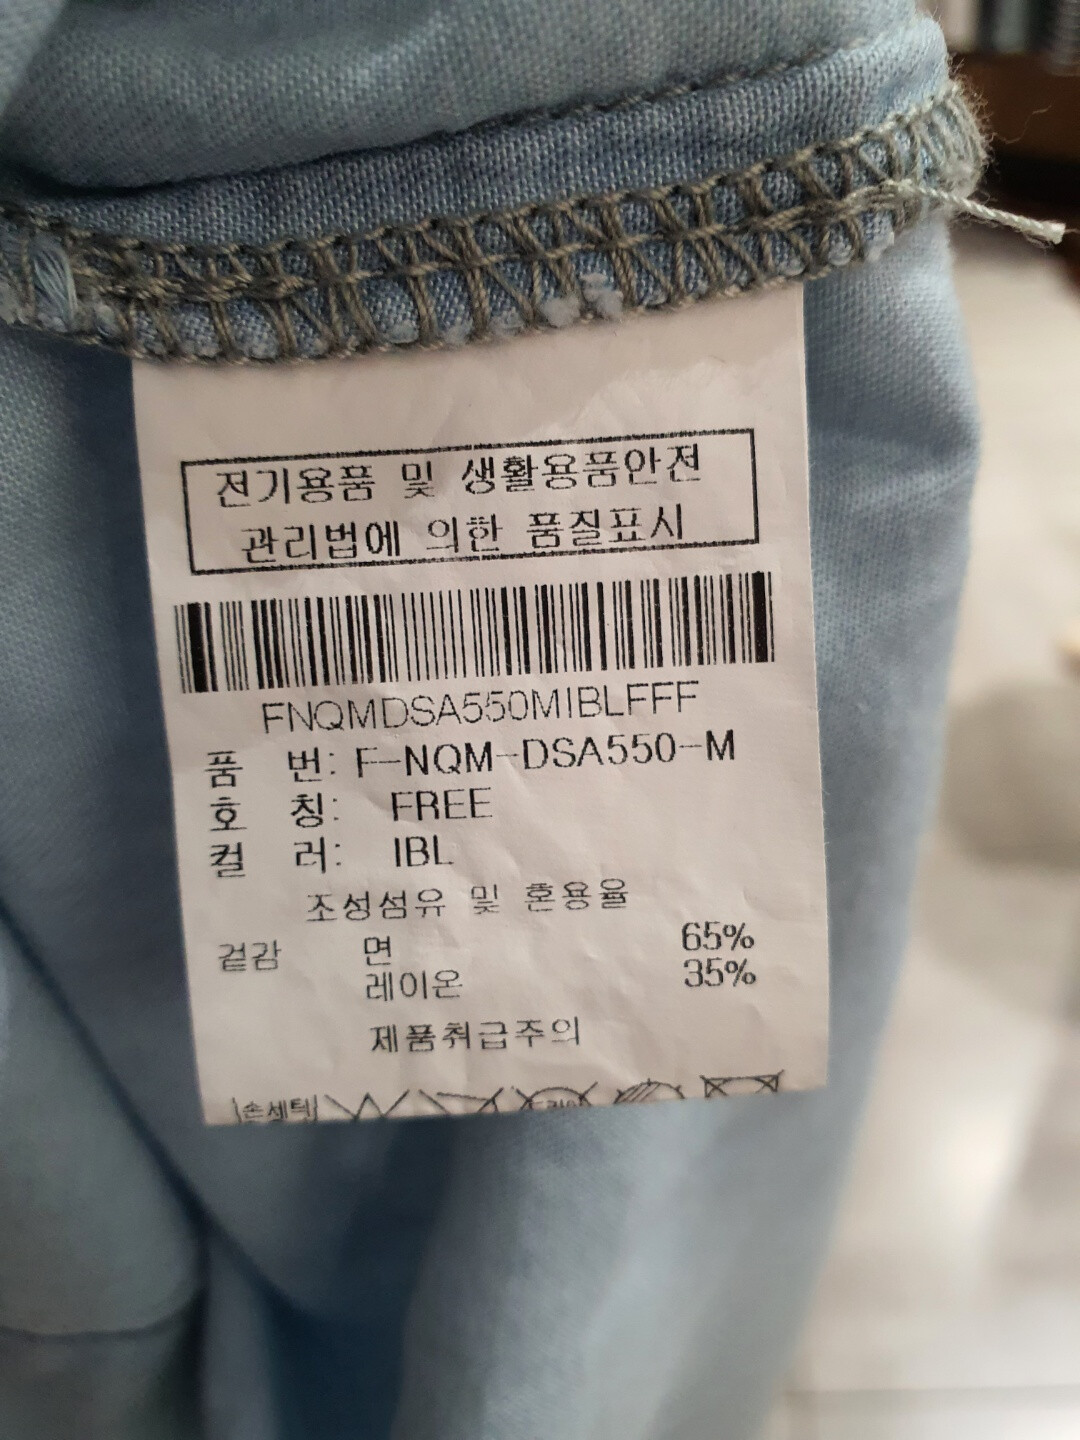 전기용품 및 생활용품안전
관리법에 의한 품질표시
FNQMDSA550MIBLFFF
품 번: F-NQM-DSA550-M
호 칭: FREE
컬 러: IBL
조성섬유 및 혼용율
겉감 면 65%
레이온 35%
제품취급주의
손세탁